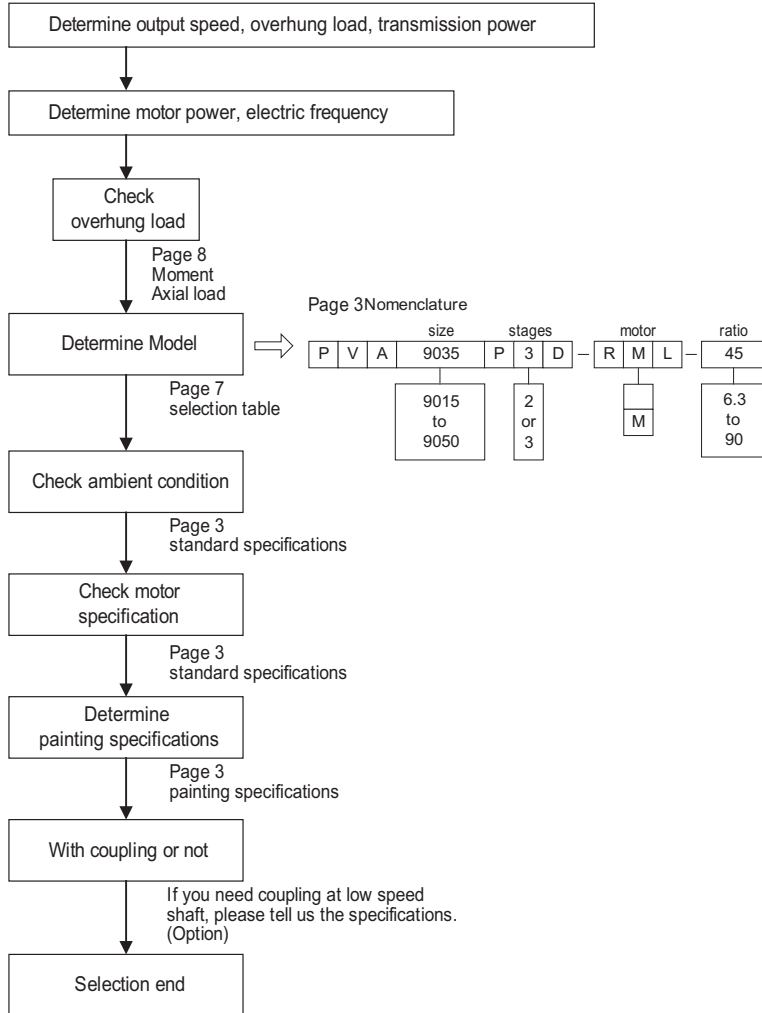 Determine output speed, overhung load, transmission power
Determine motor power, electric frequency
Check
overhung load
Page 8
Moment
Axial load
Determine Model
Page 3 Nomenclature
size stages motor ratio
P V A 9035 P 3 D – R M L – 45
9015
to
9050
2
or
3
M
6.3
to
90
Page 7
selection table
Check ambient condition
Page 3
standard specifications
Check motor
specification
Page 3
standard specifications
Determine
painting specifications
Page 3
painting specifications
With coupling or not
If you need coupling at low speed
shaft, please tell us the specifications.
(Option)
Selection end